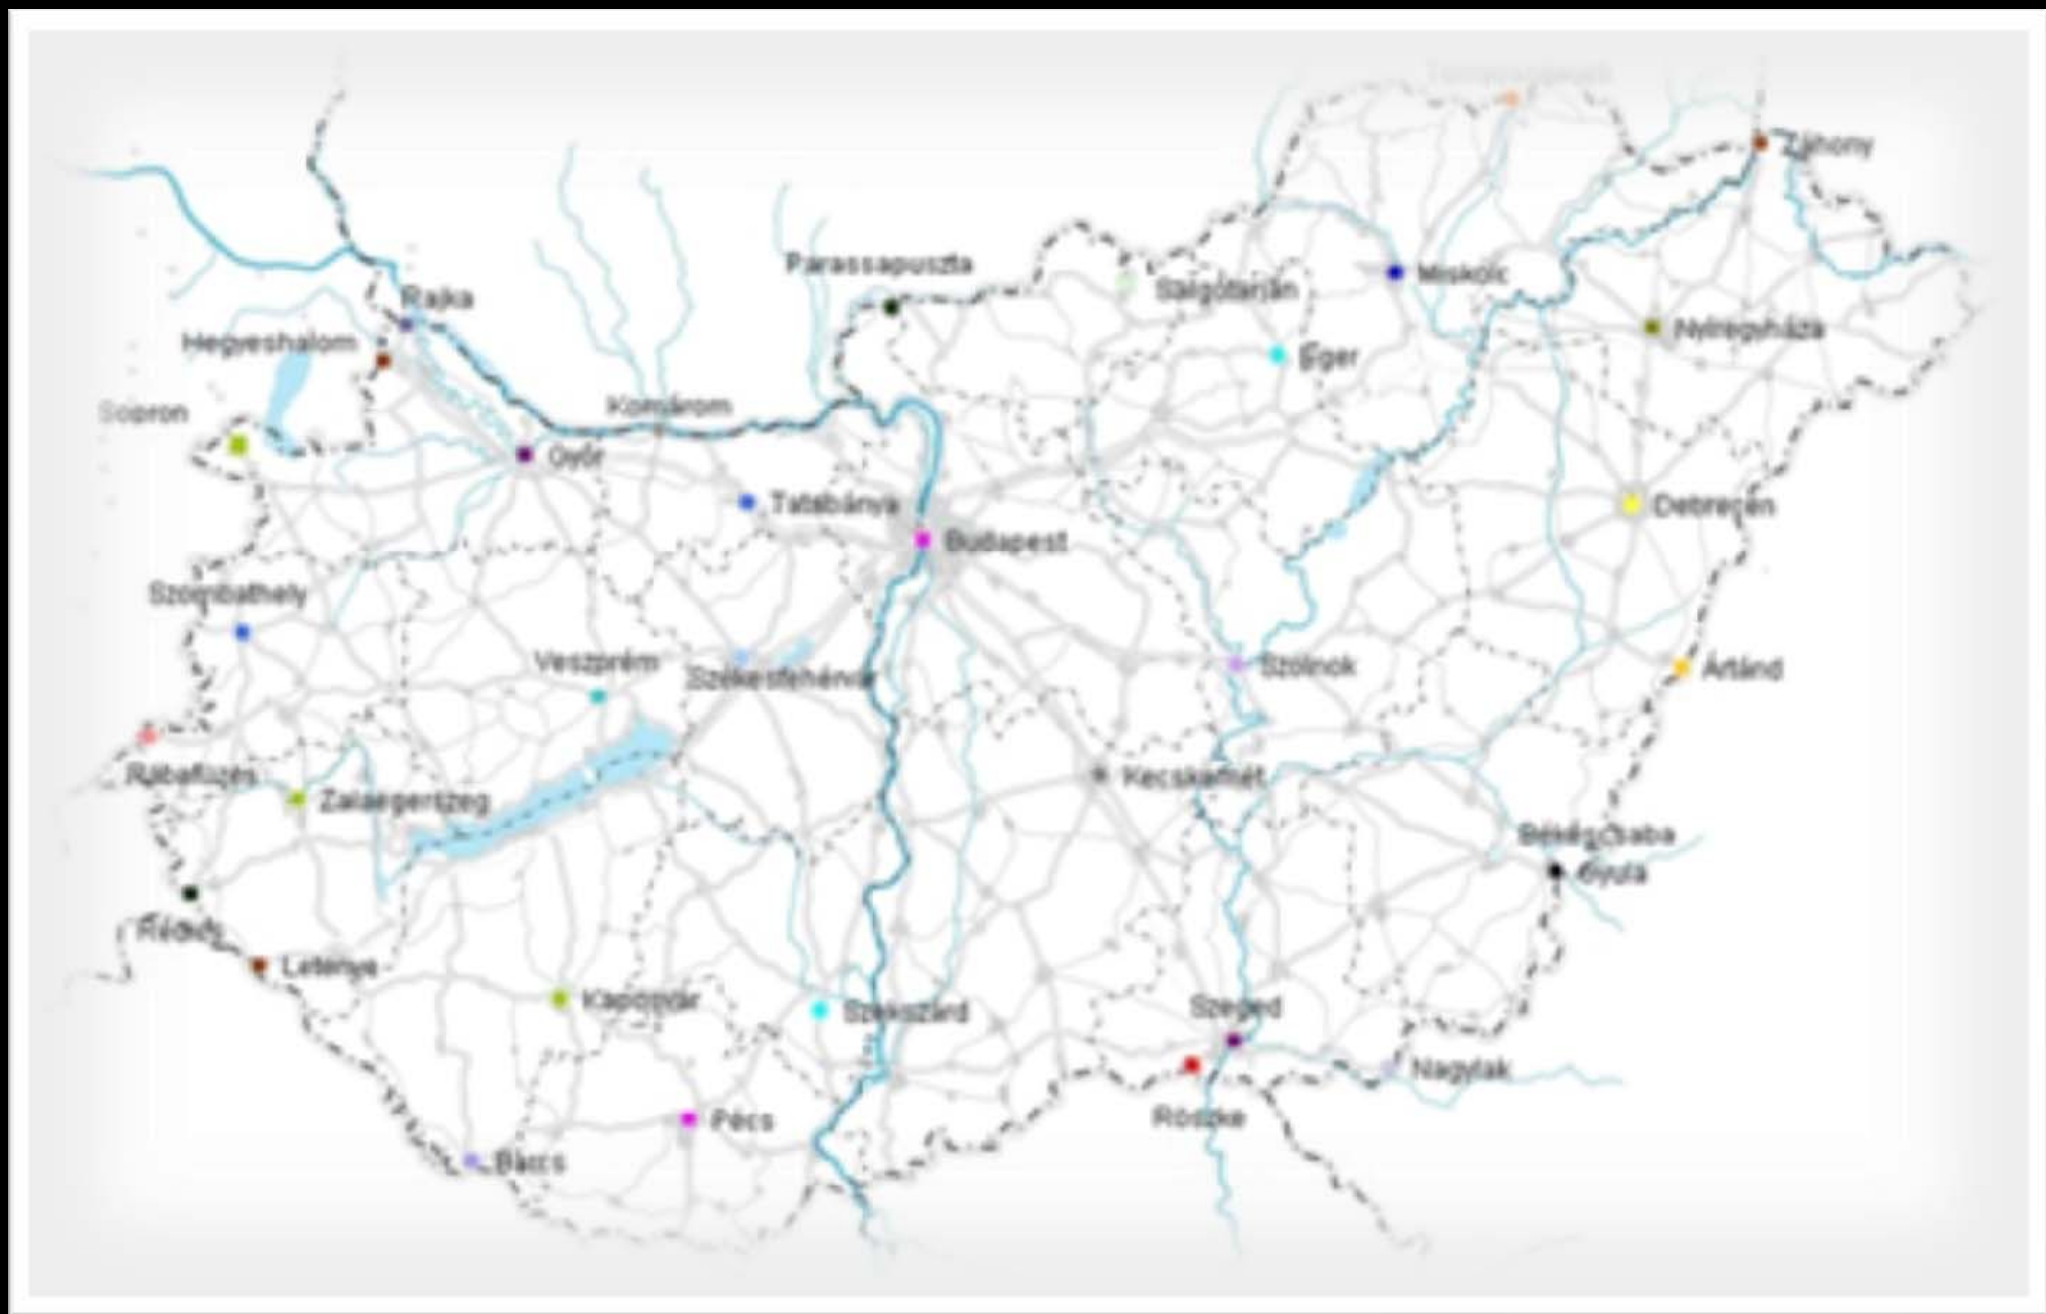 Záhony
Parassapuszta
Salgótarján
Miskolc
Rajka
Nyíregyháza
Hegyeshalom
Eger
Komárom
Sopron
Győr
Tatabánya
Debrecen
Budapest
Szombathely
Veszprém
Székesfehérvár
Szolnok
Ártánd
Rábafüzes
Zalaegerszeg
Kecskemét
Békéscsaba
Gyula
Rédics
Letenye
Kaposvár
Szekszárd
Szeged
Nagylak
Röszke
Pécs
Barcs